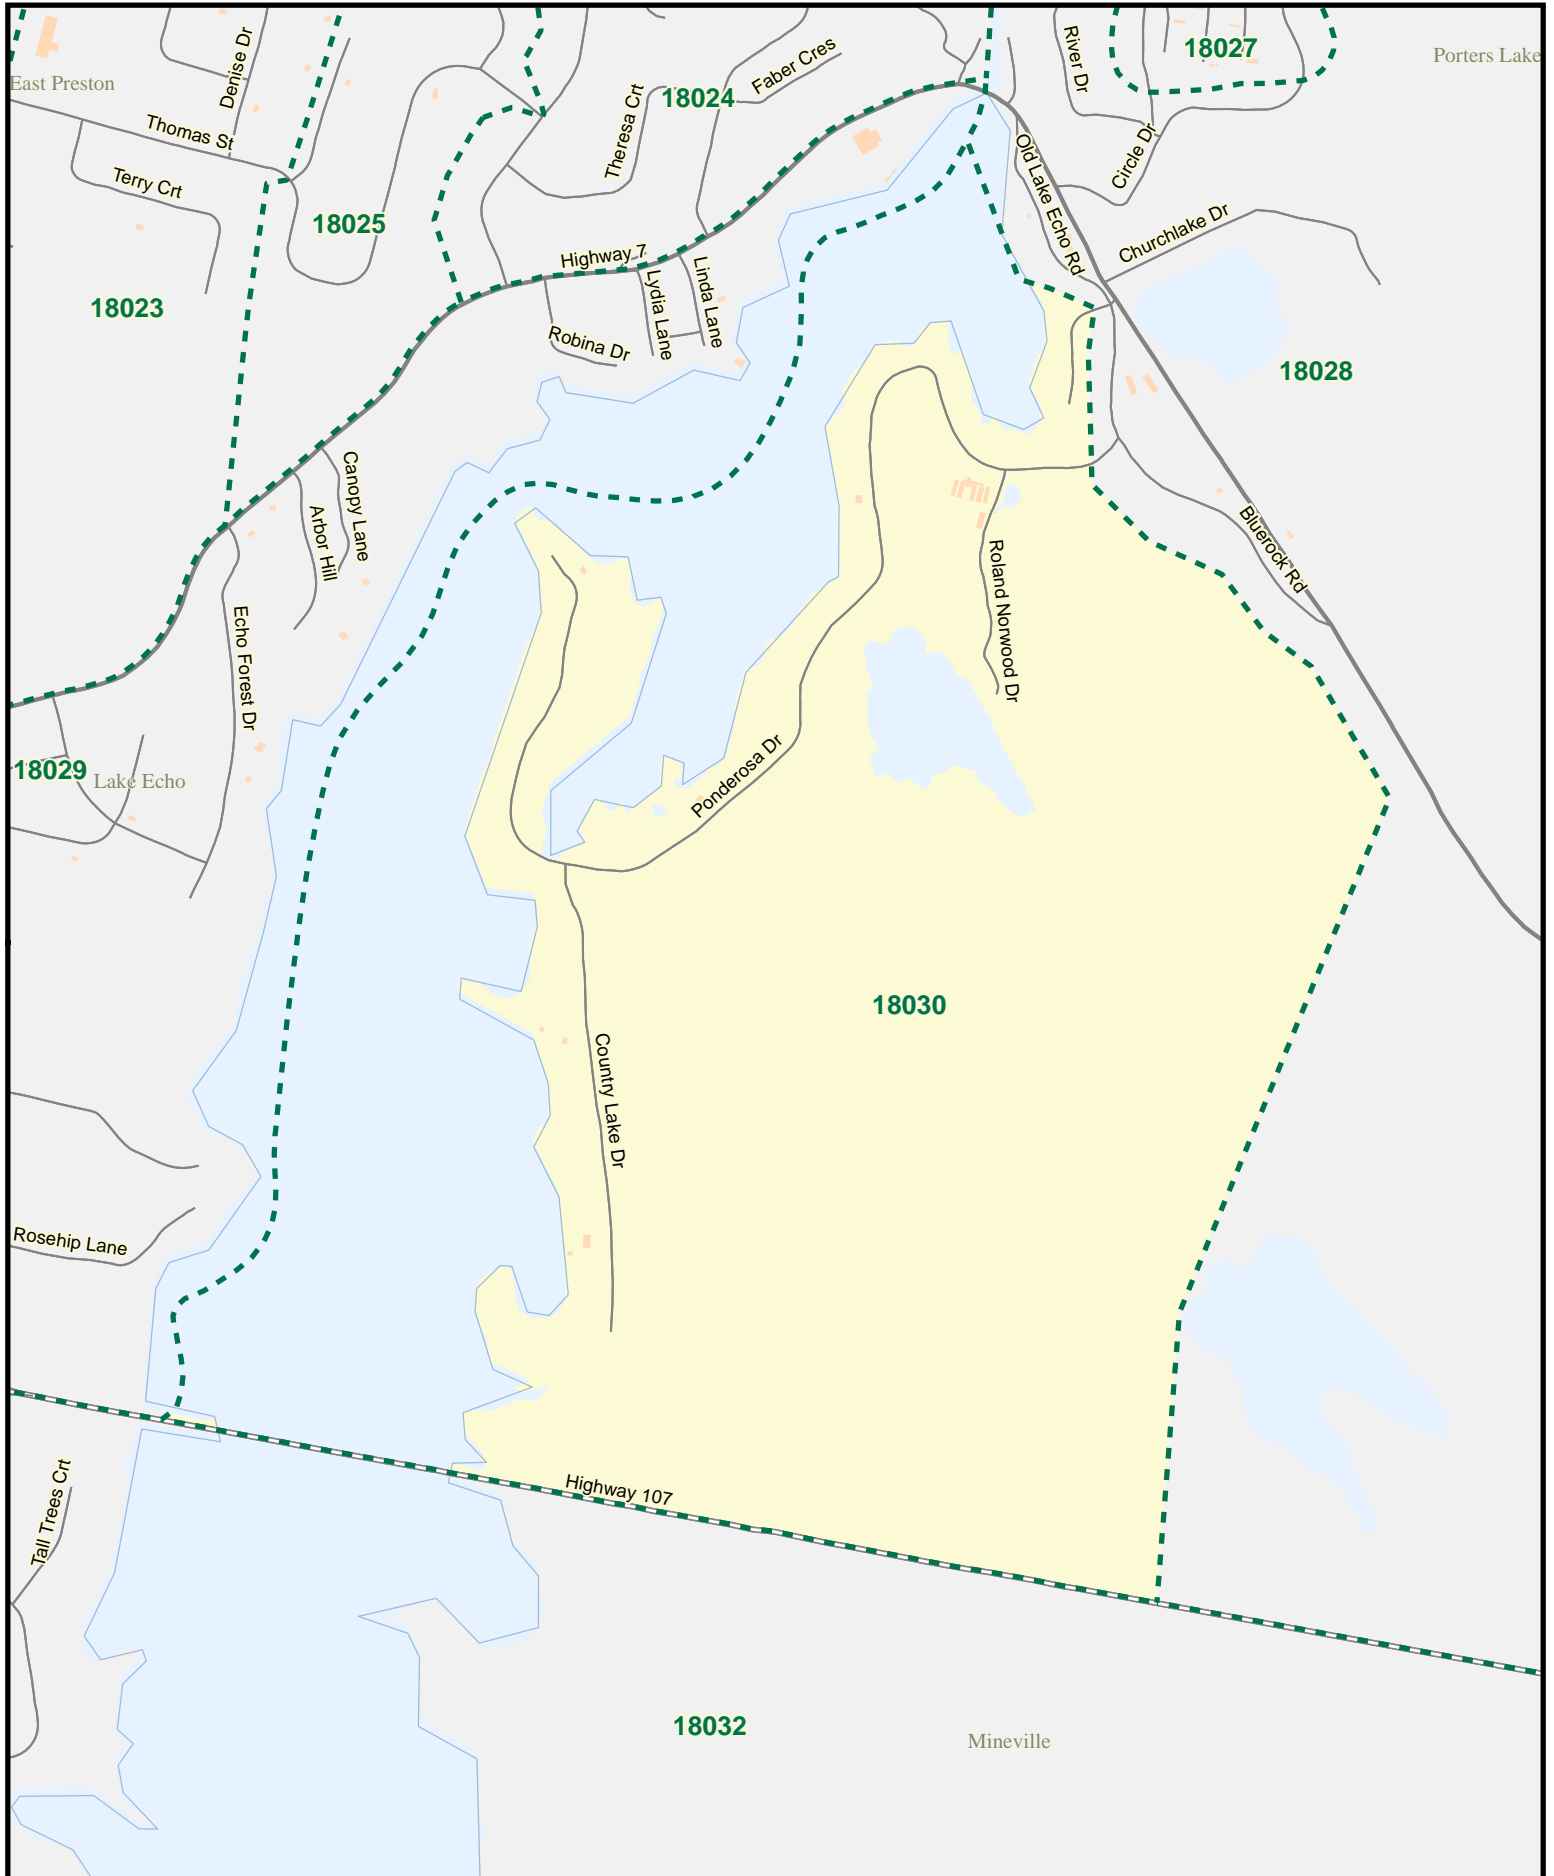 18027
Porters Lake
East Preston
Denise Dr
River Dr
Faber Cres
18024
Theresa Crt
Thomas St
Circle Dr
Terry Crt
Old Lake Echo Rd
18025
Churchlake Dr
Highway 7
Linda Lane
Lydia Lane
18023
Robina Dr
18028
Canopy Lane
Arbor Hill
Bluerock Rd
Roland Norwood Dr
Echo Forest Dr
18029
Lake Echo
Ponderosa Dr
18030
Country Lake Dr
Rosehip Lane
Highway 107
Tall Trees Crt
18032
Mineville